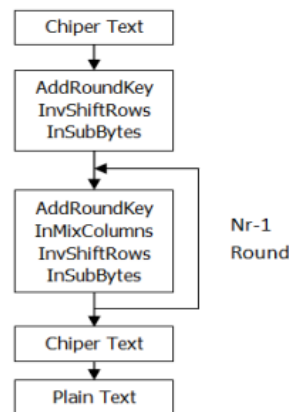 Chiper Text
AddRoundKey
InvShiftRows
InSubBytes
AddRoundKey
InMixColumns
InvShiftRows
InSubBytes
Nr-1
Round
Chiper Text
Plain Text